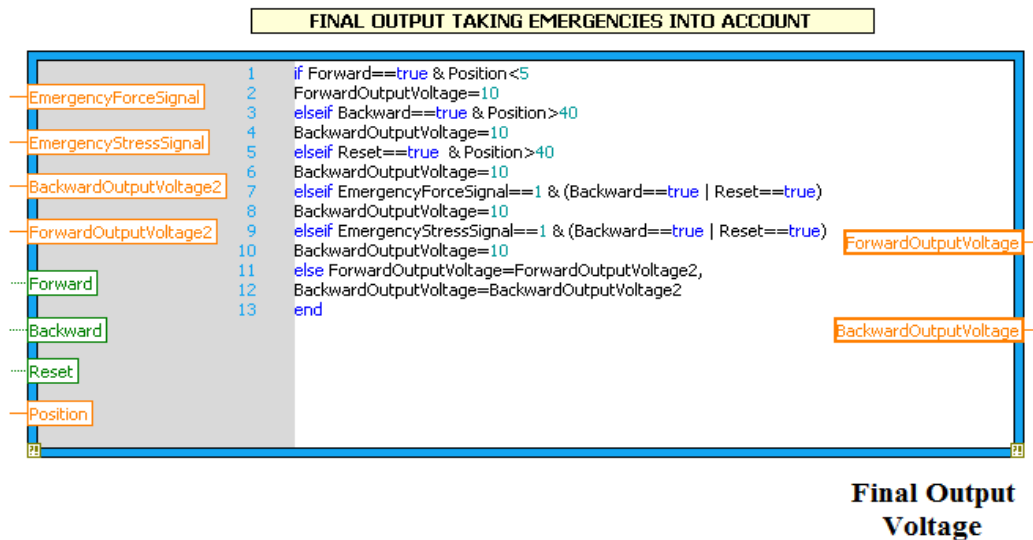 FINAL OUTPUT TAKING EMERGENCIES INTO ACCOUNT
EmergencyForceSignal
EmergencyStressSignal
BackwardOutputVoltage2
ForwardOutputVoltage2
Forward
Backward
Reset
Position
1 if Forward==true & Position<5
2 ForwardOutputVoltage=10
3 elseif Backward==true & Position>40
4 BackwardOutputVoltage=10
5 elseif Reset==true  & Position>40
6 BackwardOutputVoltage=10
7 elseif EmergencyForceSignal==1 & (Backward==true | Reset==true)
8 BackwardOutputVoltage=10
9 elseif EmergencyStressSignal==1 & (Backward==true | Reset==true)
10 BackwardOutputVoltage=10
11 else ForwardOutputVoltage=ForwardOutputVoltage2,
12 BackwardOutputVoltage=BackwardOutputVoltage2
13 end
ForwardOutputVoltage
BackwardOutputVoltage
?!
?!
Final Output
Voltage